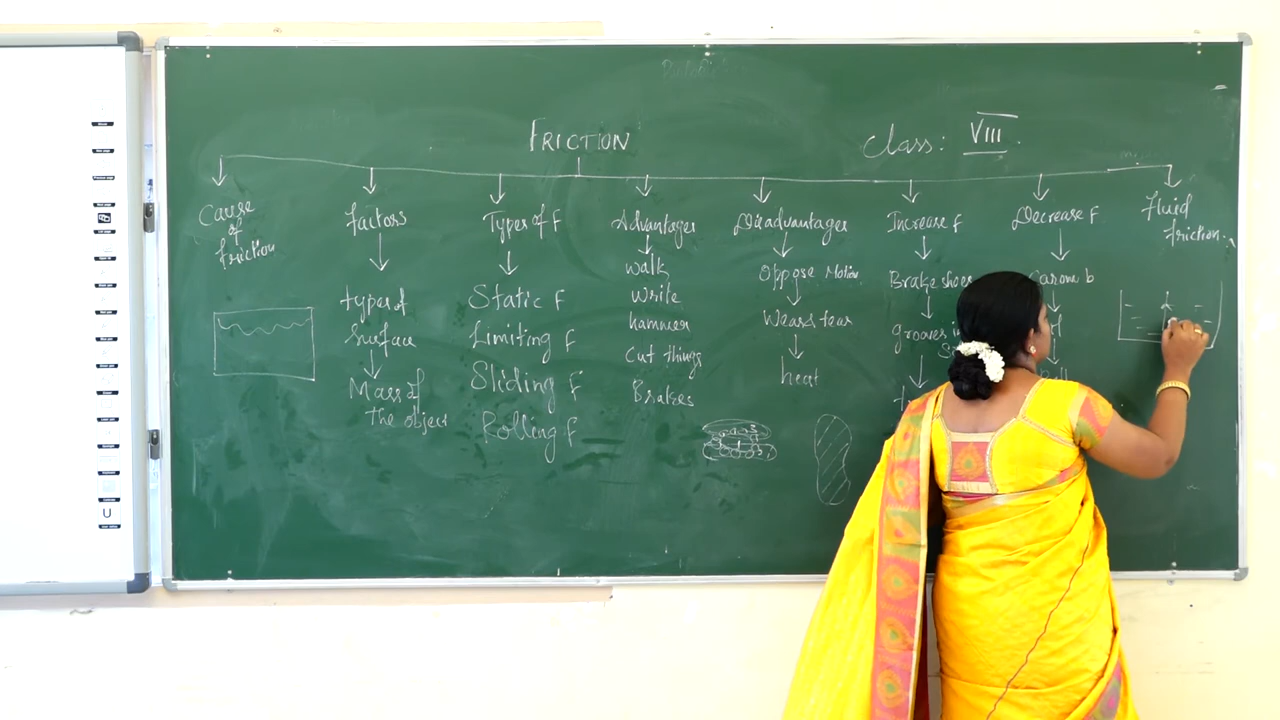 FRICTION
Class: VIII.
Cause
of
friction
factors
types of
Surface
Mass of
the object
Types of F
Static F
Limiting F
Sliding F
Rolling F
Advantages
walk
write
hammer
Cut things
Brakes
Disadvantages
Oppose Motion
Wear & tear
heat
Increase F
Brake shoes
grooves
Decrease F
Carom b
Fluid
friction.
U